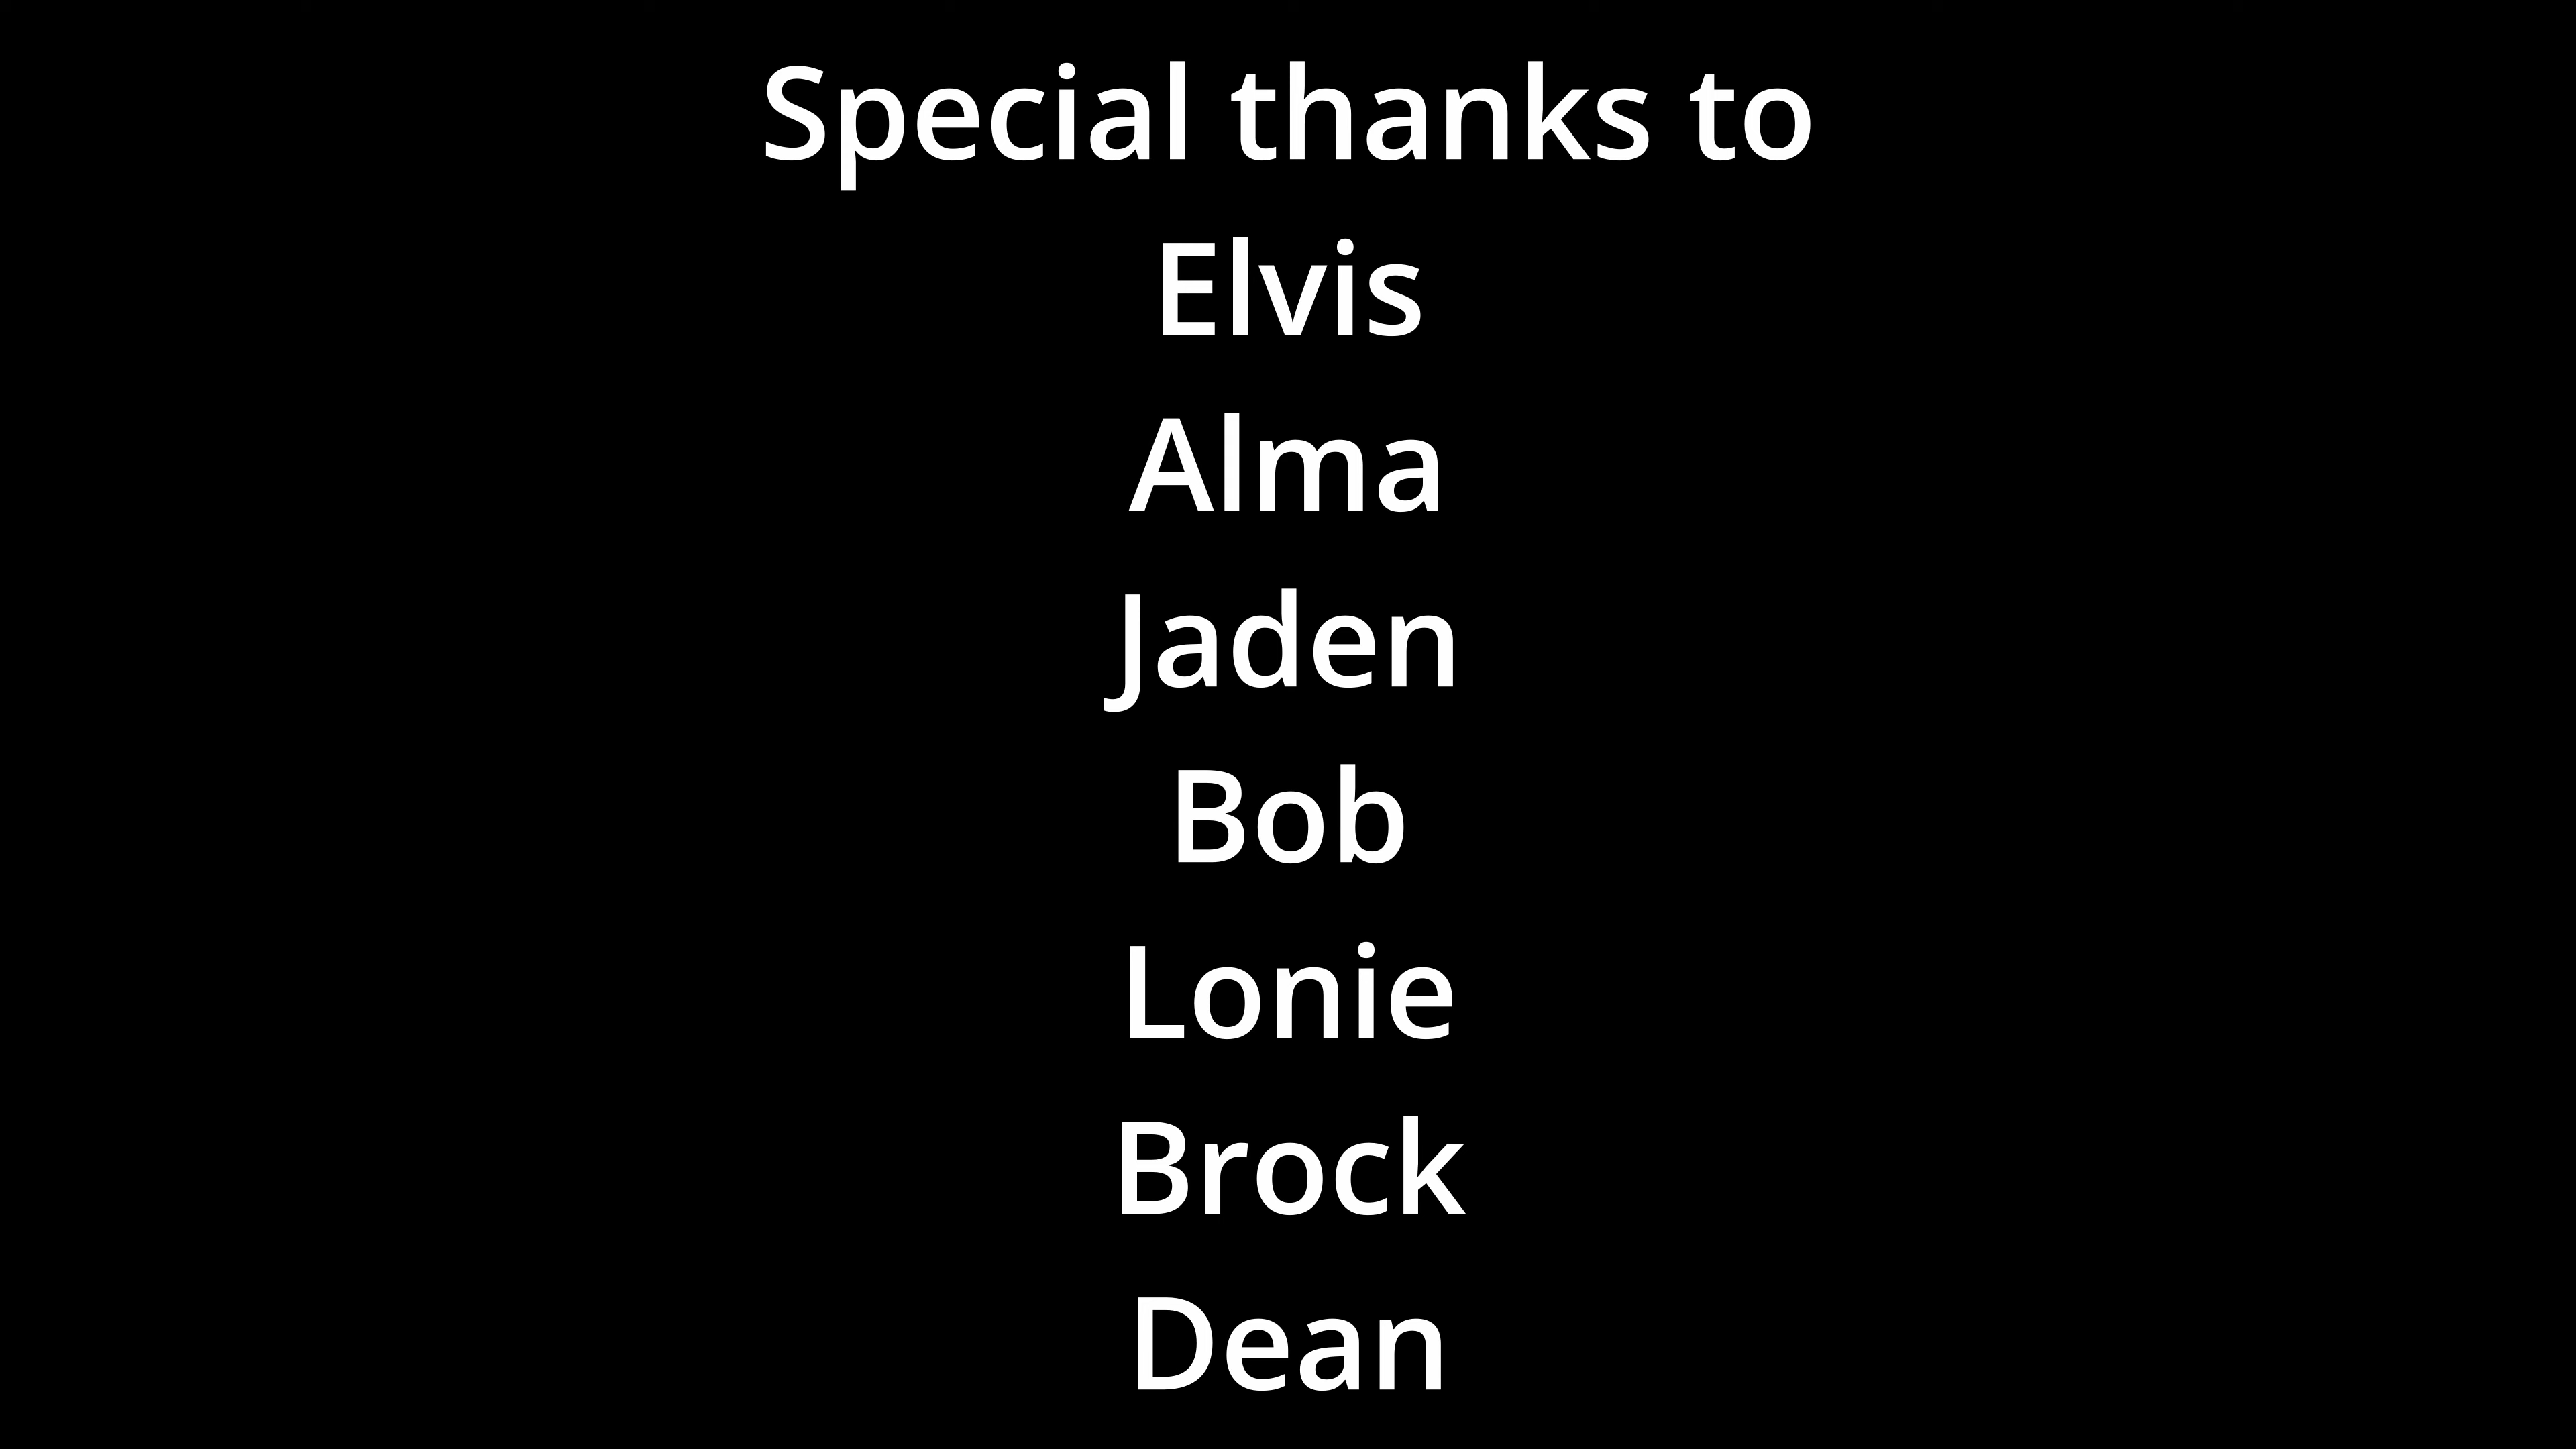 Special thanks to
Elvis
Alma
Jaden
Bob
Lonie
Brock
Dean